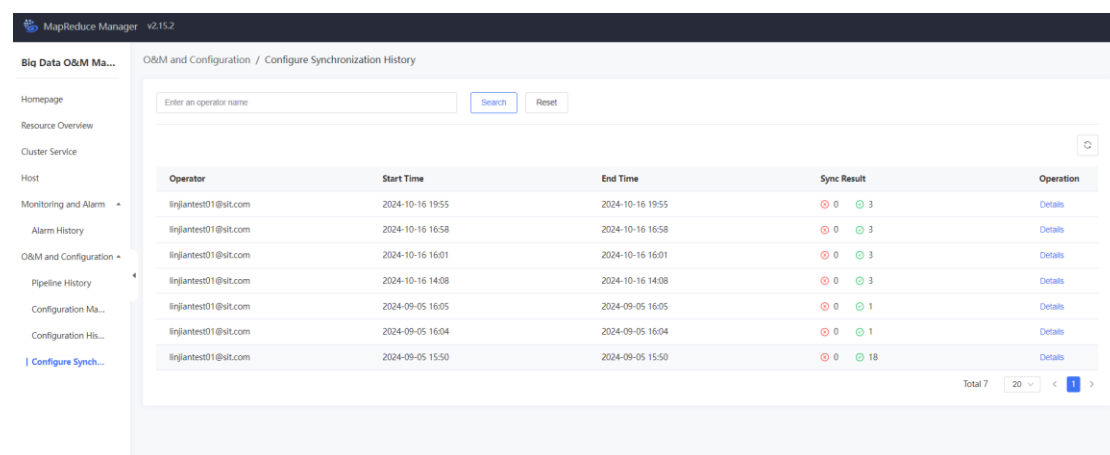 MapReduce Manager v2.15.2
Big Data O&M Ma...
Homepage
Resource Overview
Cluster Service
Host
Monitoring and Alarm
Alarm History
O&M and Configuration
Pipeline History
Configuration Ma...
Configuration His...
Configure Synch...
O&M and Configuration / Configure Synchronization History
Enter an operator name Search Reset
Operator Start Time End Time Sync Result Operation
linjiantest01@sit.com 2024-10-16 19:55 2024-10-16 19:55 0 3 Details
linjiantest01@sit.com 2024-10-16 16:58 2024-10-16 16:58 0 3 Details
linjiantest01@sit.com 2024-10-16 16:01 2024-10-16 16:01 0 3 Details
linjiantest01@sit.com 2024-10-16 14:08 2024-10-16 14:08 0 3 Details
linjiantest01@sit.com 2024-09-05 16:05 2024-09-05 16:05 0 1 Details
linjiantest01@sit.com 2024-09-05 16:04 2024-09-05 16:04 0 1 Details
linjiantest01@sit.com 2024-09-05 15:50 2024-09-05 15:50 0 18 Details
Total 7 20 < 1 >